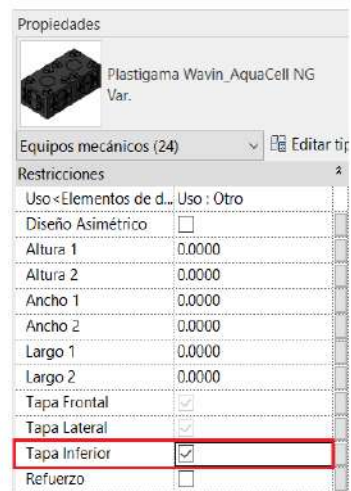 Propiedades
Plastigama Wavin_AquaCell NG
Var.
Equipos mecánicos (24) Editar tip
Restricciones
Uso <Elementos de d... Uso : Otro
Diseño Asimétrico
Altura 1 0.0000
Altura 2 0.0000
Ancho 1 0.0000
Ancho 2 0.0000
Largo 1 0.0000
Largo 2 0.0000
Tapa Frontal
Tapa Lateral
Tapa Inferior
Refuerzo